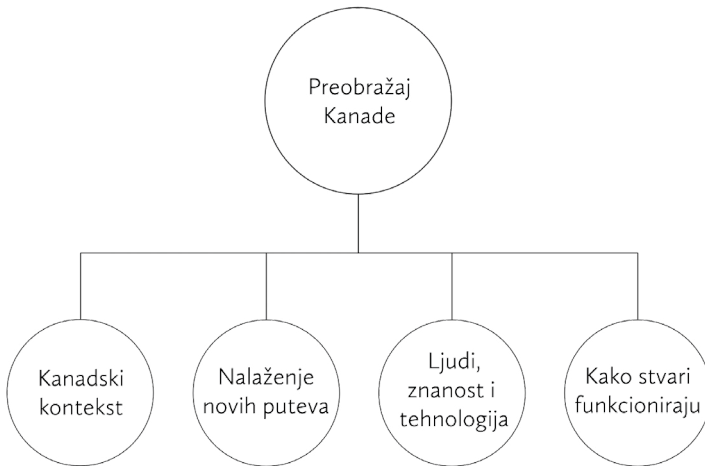 Preobražaj
Kanade
Kanadski
kontekst
Nalaženje
novih puteva
Ljudi,
znanost i
tehnologija
Kako stvari
funkcioniraju